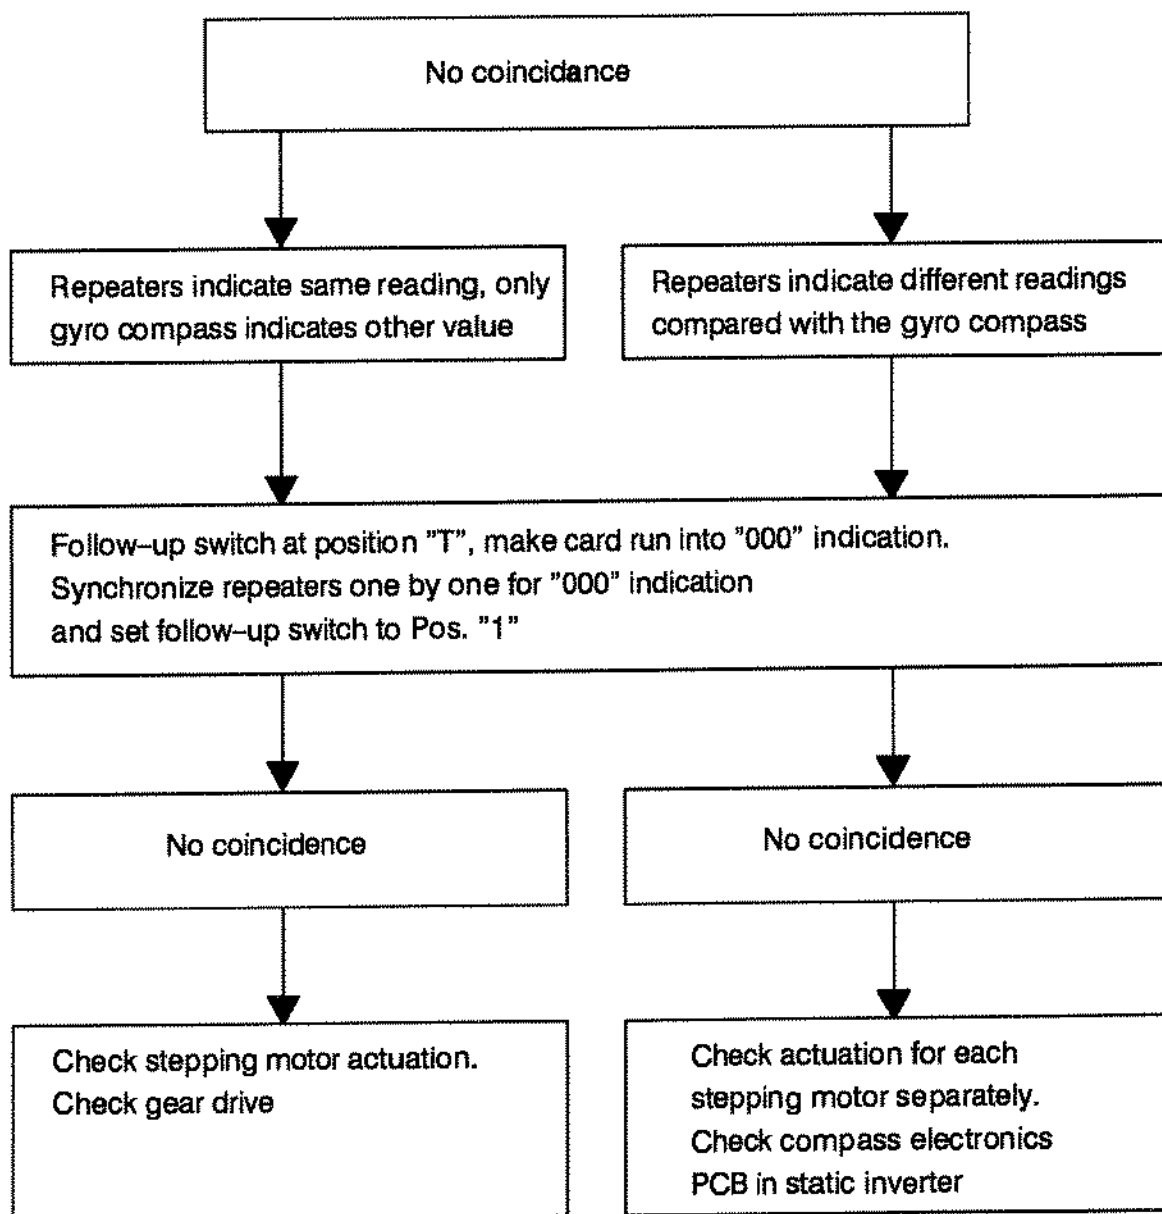 No coincidance
Repeaters indicate same reading, only
gyro compass indicates other value
Repeaters indicate different readings
compared with the gyro compass
Follow–up switch at position ”T”, make card run into ”000” indication.
Synchronize repeaters one by one for ”000” indication
and set follow–up switch to Pos. ”1”
No coincidence
No coincidence
Check stepping motor actuation.
Check gear drive
Check actuation for each
stepping motor separately.
Check compass electronics
PCB in static inverter